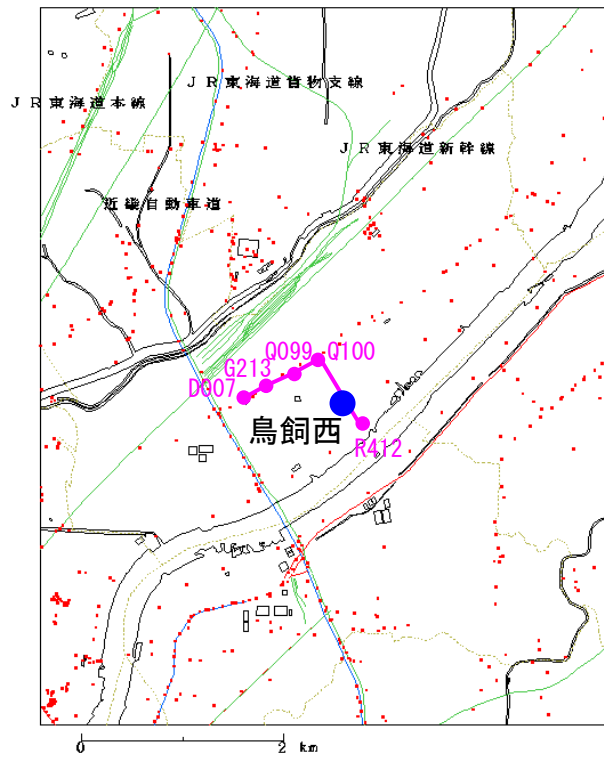 JR東海道貨物支線
JR東海道本線
JR東海道新幹線
近畿自動車道
Q099
Q100
G213
D007
鳥飼西
R412
0
2
km